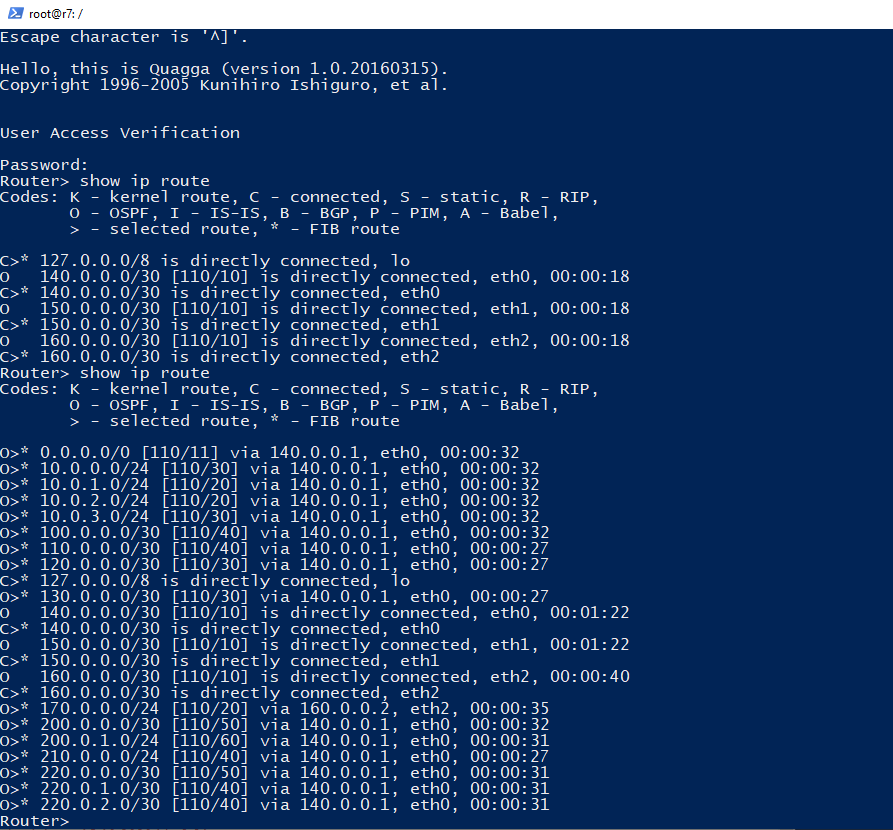 root@r7: /
Escape character is '^]'.
Hello, this is Quagga (version 1.0.20160315).
Copyright 1996-2005 Kunihiro Ishiguro, et al.
User Access Verification
Password:
Router> show ip route
Codes: K - kernel route, C - connected, S - static, R - RIP,
O - OSPF, I - IS-IS, B - BGP, P - PIM, A - Babel,
> - selected route, * - FIB route
C>* 127.0.0.0/8 is directly connected, lo
O   140.0.0.0/30 [110/10] is directly connected, eth0, 00:00:18
C>* 140.0.0.0/30 is directly connected, eth0
O   150.0.0.0/30 [110/10] is directly connected, eth1, 00:00:18
C>* 150.0.0.0/30 is directly connected, eth1
O   160.0.0.0/30 [110/10] is directly connected, eth2, 00:00:18
C>* 160.0.0.0/30 is directly connected, eth2
Router> show ip route
Codes: K - kernel route, C - connected, S - static, R - RIP,
O - OSPF, I - IS-IS, B - BGP, P - PIM, A - Babel,
> - selected route, * - FIB route
O>* 0.0.0.0/0 [110/11] via 140.0.0.1, eth0, 00:00:32
O>* 10.0.0.0/24 [110/30] via 140.0.0.1, eth0, 00:00:32
O>* 10.0.1.0/24 [110/20] via 140.0.0.1, eth0, 00:00:32
O>* 10.0.2.0/24 [110/20] via 140.0.0.1, eth0, 00:00:32
O>* 10.0.3.0/24 [110/30] via 140.0.0.1, eth0, 00:00:32
O>* 100.0.0.0/30 [110/40] via 140.0.0.1, eth0, 00:00:32
O>* 110.0.0.0/30 [110/40] via 140.0.0.1, eth0, 00:00:27
O>* 120.0.0.0/30 [110/30] via 140.0.0.1, eth0, 00:00:27
C>* 127.0.0.0/8 is directly connected, lo
O>* 130.0.0.0/30 [110/30] via 140.0.0.1, eth0, 00:00:27
O   140.0.0.0/30 [110/10] is directly connected, eth0, 00:01:22
C>* 140.0.0.0/30 is directly connected, eth0
O   150.0.0.0/30 [110/10] is directly connected, eth1, 00:01:22
C>* 150.0.0.0/30 is directly connected, eth1
O   160.0.0.0/30 [110/10] is directly connected, eth2, 00:00:40
C>* 160.0.0.0/30 is directly connected, eth2
O>* 170.0.0.0/24 [110/20] via 160.0.0.2, eth2, 00:00:35
O>* 200.0.0.0/30 [110/50] via 140.0.0.1, eth0, 00:00:32
O>* 200.0.1.0/24 [110/60] via 140.0.0.1, eth0, 00:00:31
O>* 210.0.0.0/24 [110/40] via 140.0.0.1, eth0, 00:00:27
O>* 220.0.0.0/30 [110/50] via 140.0.0.1, eth0, 00:00:31
O>* 220.0.1.0/30 [110/40] via 140.0.0.1, eth0, 00:00:31
O>* 220.0.2.0/30 [110/40] via 140.0.0.1, eth0, 00:00:31
Router>